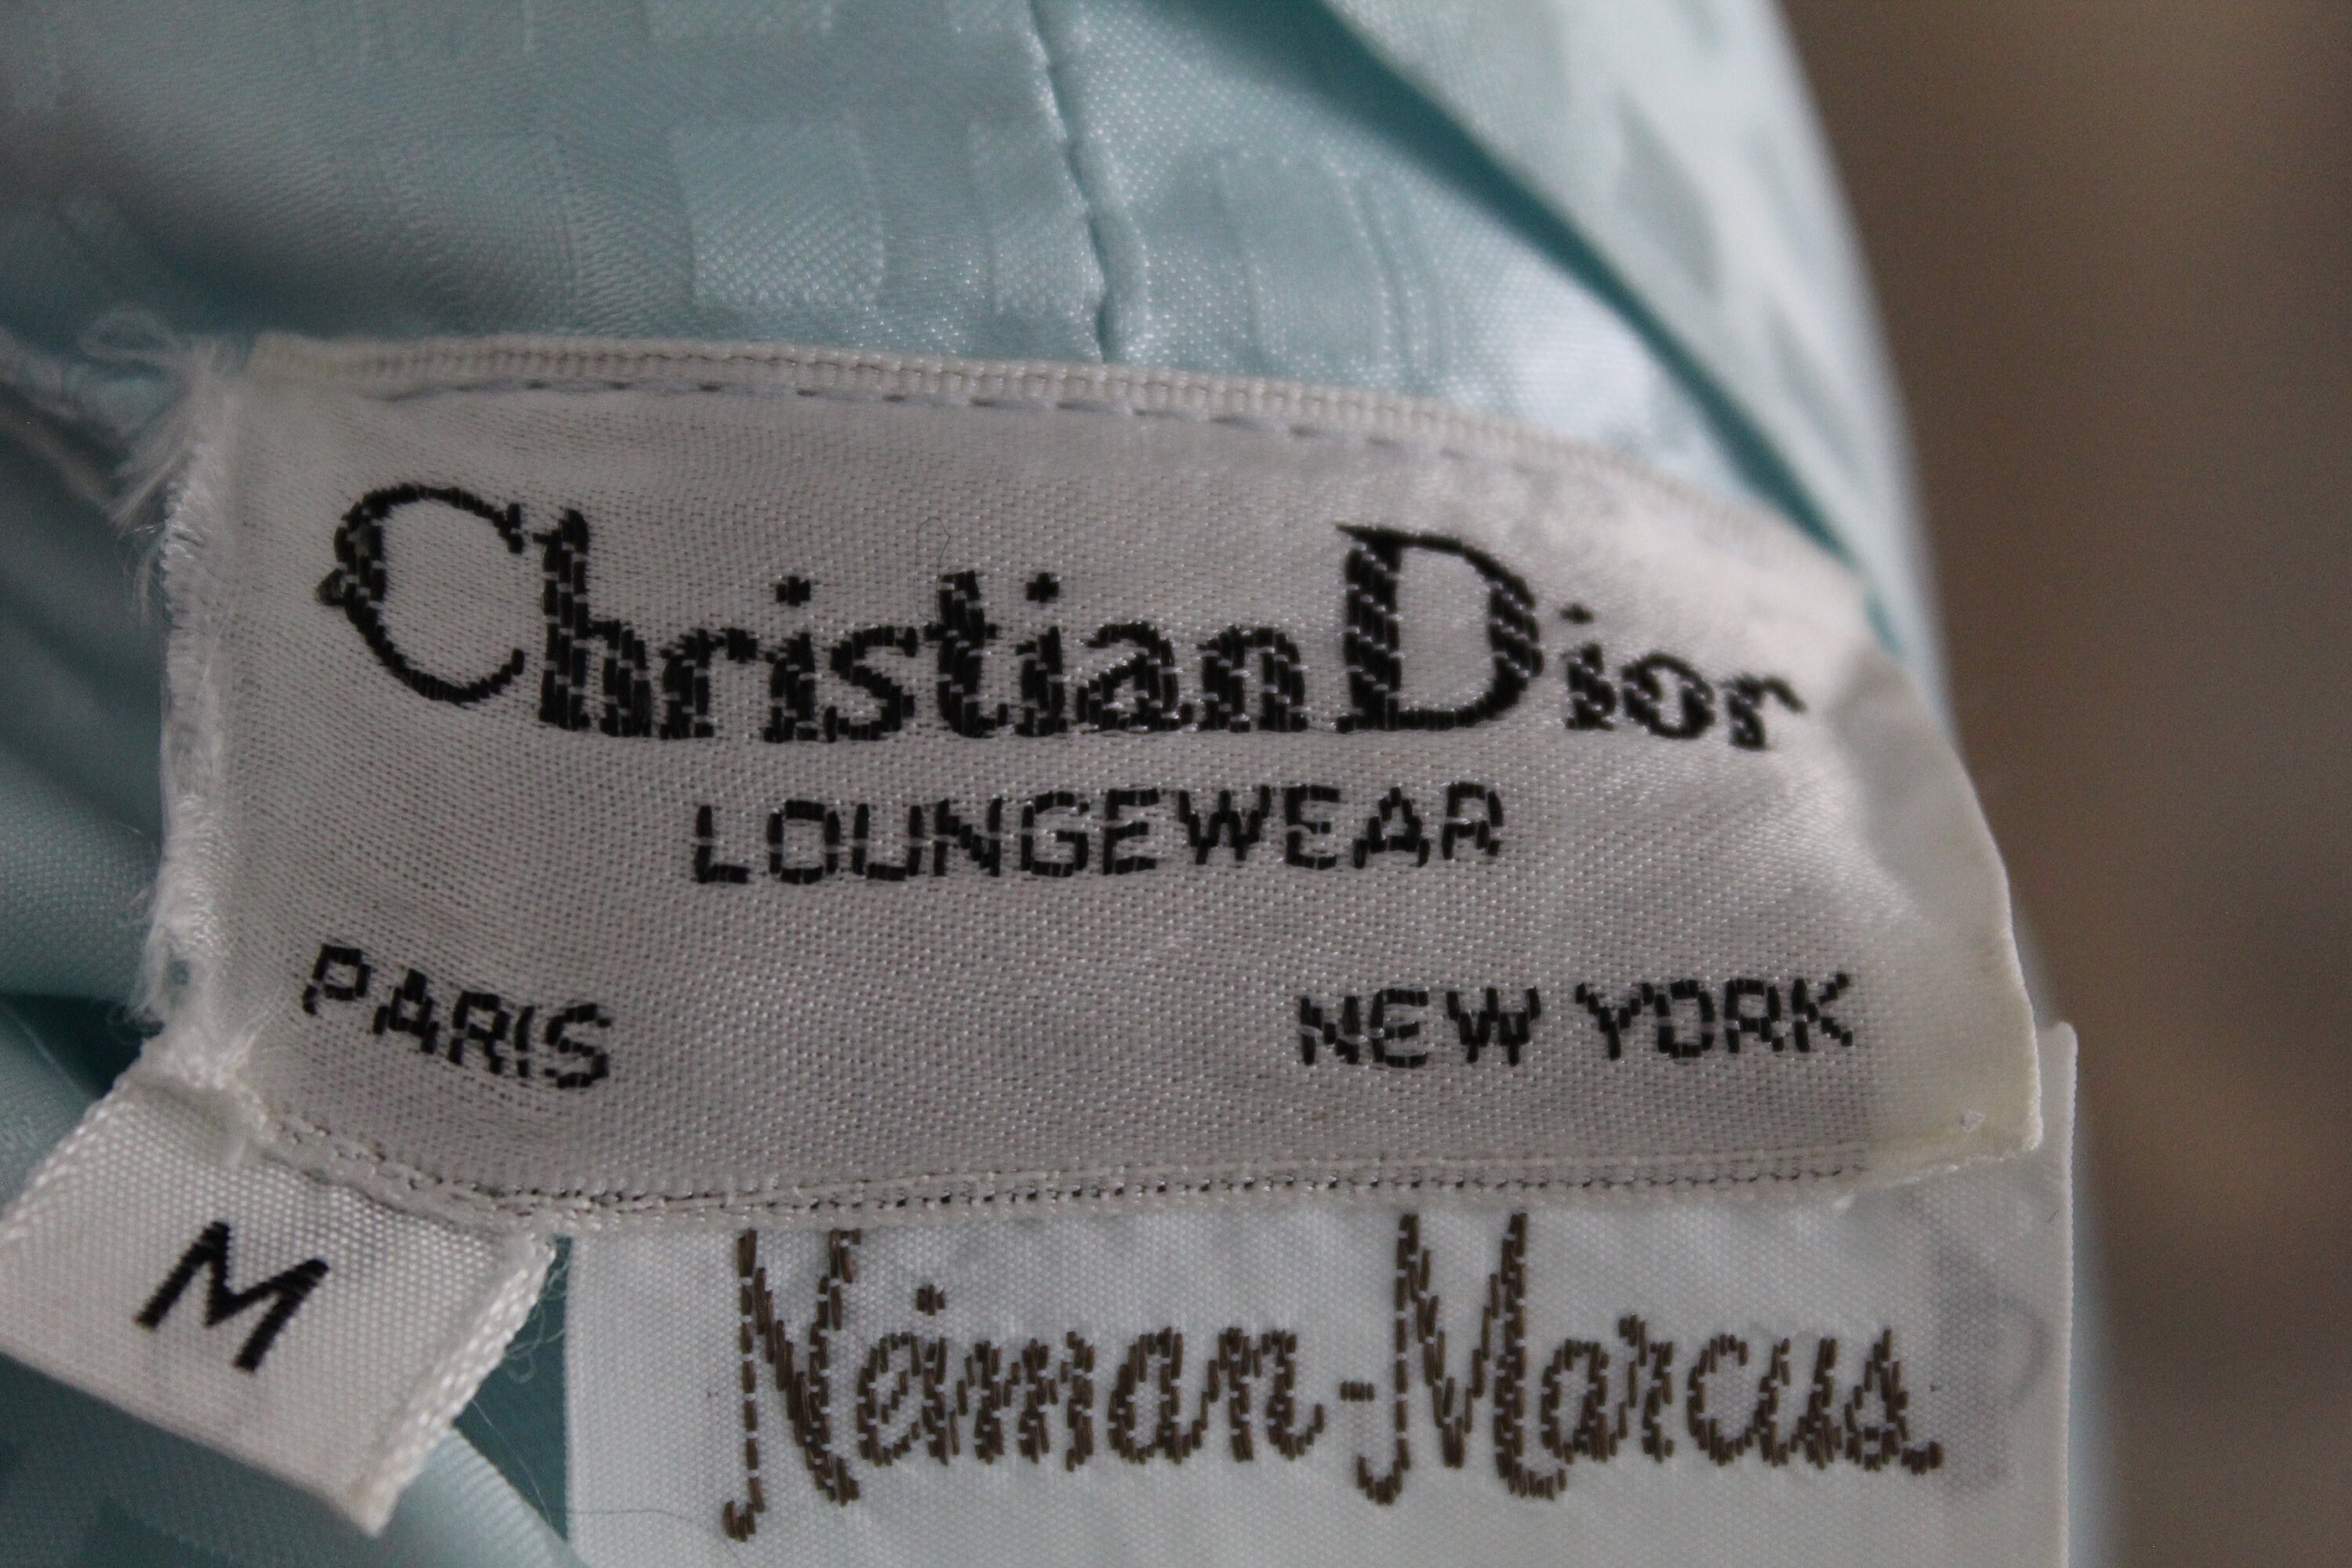 Christian Dior
LOUNGEWEAR
PARIS NEW YORK
M
Neiman-Marcus